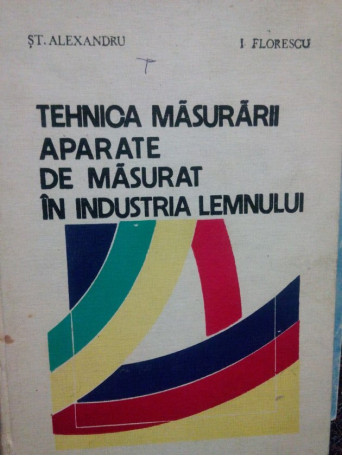 ȘT. ALEXANDRU
I. FLORESCU
TEHNICA MĂSURĂRII
APARATE
DE MĂSURAT
ÎN INDUSTRIA LEMNULUI